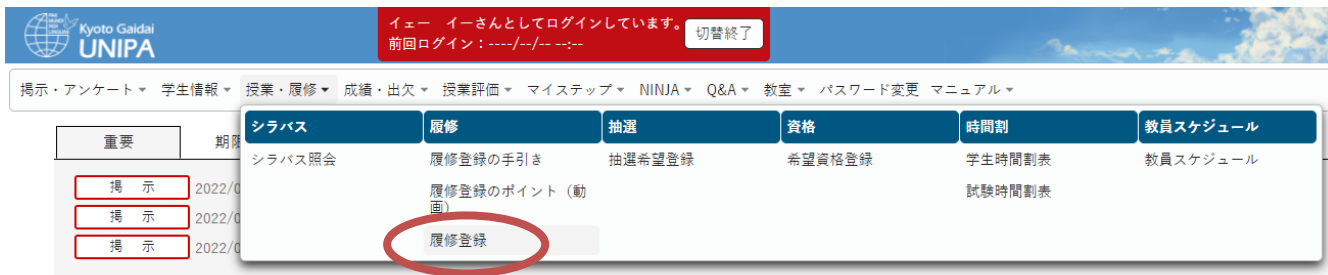 Kyoto Gaidai
UNIPA
イェー イーさんとしてログインしています。
前回ログイン：----/--/-- --:--
切替終了
掲示・アンケート 学生情報 授業・履修 成績・出欠 授業評価 マイステップ NINJA Q&A 教室 パスワード変更 マニュアル
重要 期限
シラバス 履修 抽選 資格 時間割 教員スケジュール
シラバス照会 履修登録の手引き 抽選希望登録 希望資格登録 学生時間割表 教員スケジュール
履修登録のポイント（動
画）
試験時間割表
履修登録
掲 示 2022/0
掲 示 2022/0
掲 示 2022/0